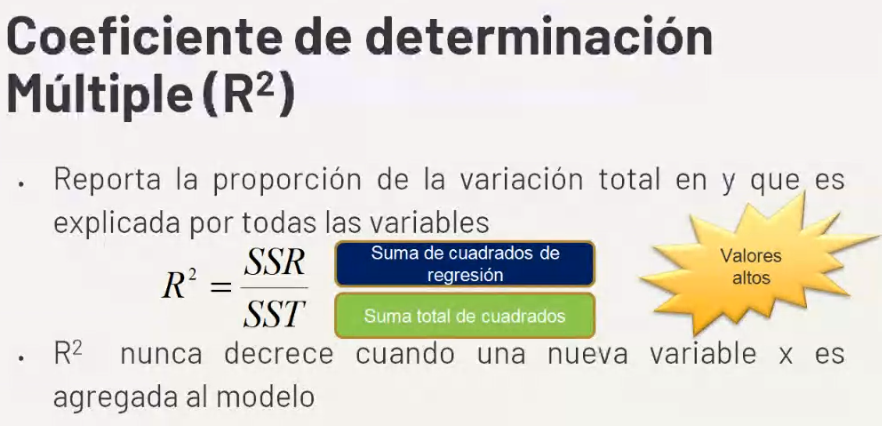 Coeficiente de determinación
Múltiple (R²)
• Reporta la proporción de la variación total en y que es
explicada por todas las variables
R² = SSR / SST
Suma de cuadrados de
regresión
Suma total de cuadrados
Valores
altos
• R² nunca decrece cuando una nueva variable x es
agregada al modelo